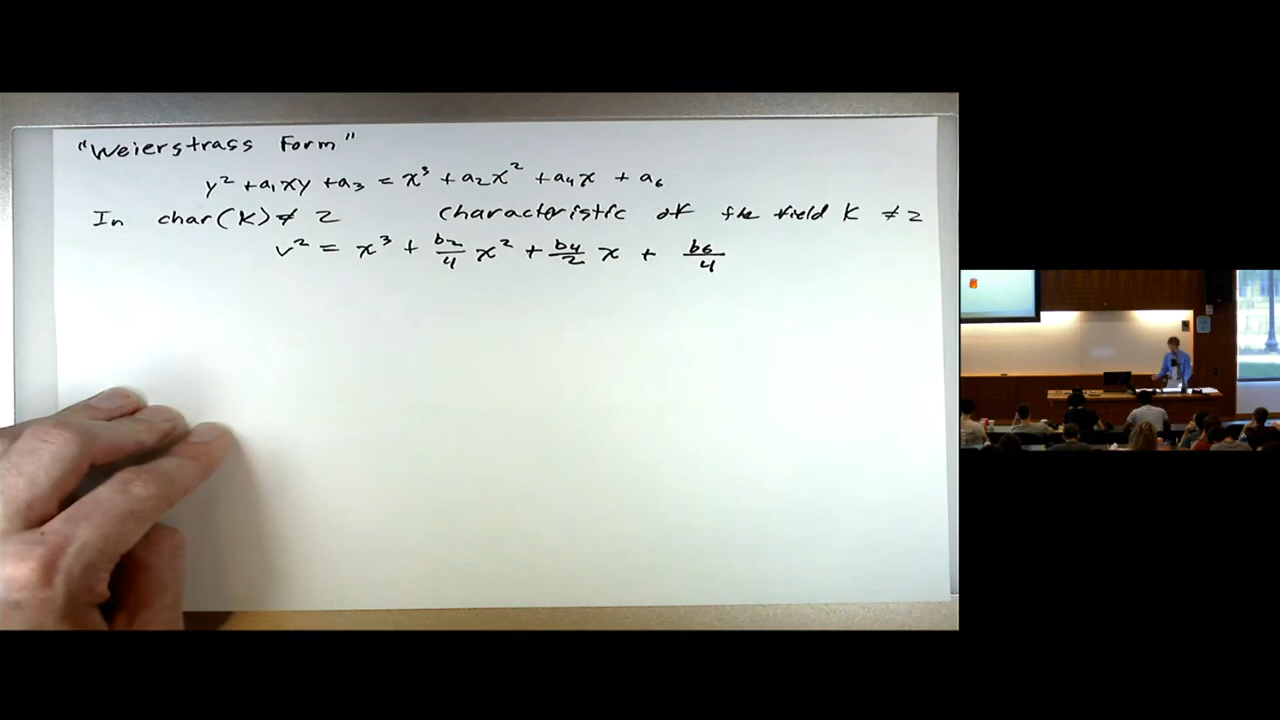 "Weierstrass Form"
y² + a₁xy + a₃ = x³ + a₂x² + a₄x + a₆
In char(K) ≠ 2 Characteristic of the field K ≠ 2
v² = x³ + b₂/4 x² + b₄/2 x + b₆/4